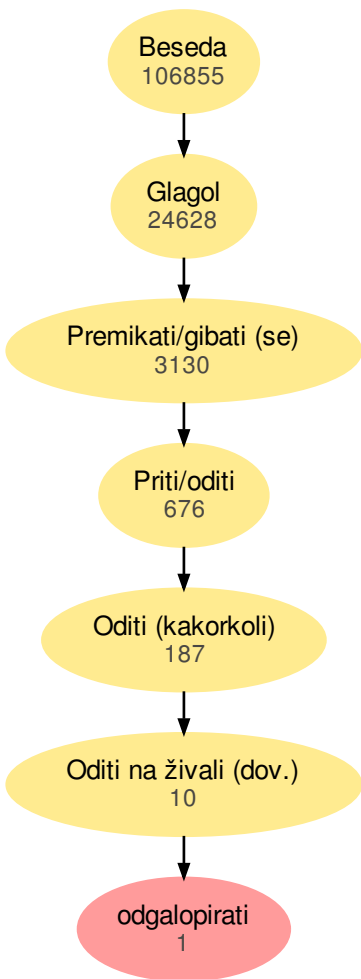 Beseda
106855
Glagol
24628
Premikati/gibati (se)
3130
Priti/oditi
676
Oditi (kakorkoli)
187
Oditi na živali (dov.)
10
odgalopirati
1